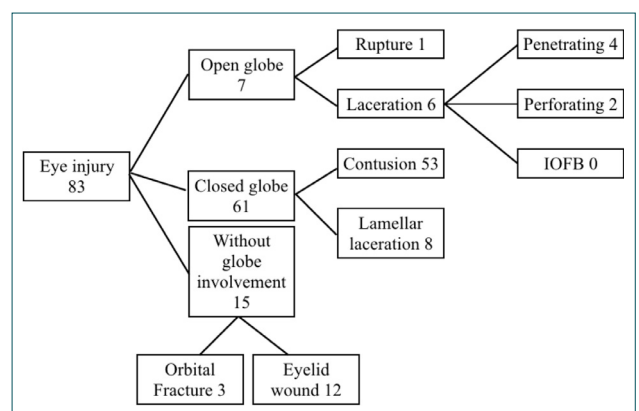 Eye injury
83
Open globe
7
Rupture 1
Laceration 6
Penetrating 4
Perforating 2
IOFB 0
Closed globe
61
Contusion 53
Lamellar
laceration 8
Without
globe
involvement
15
Orbital
Fracture 3
Eyelid
wound 12